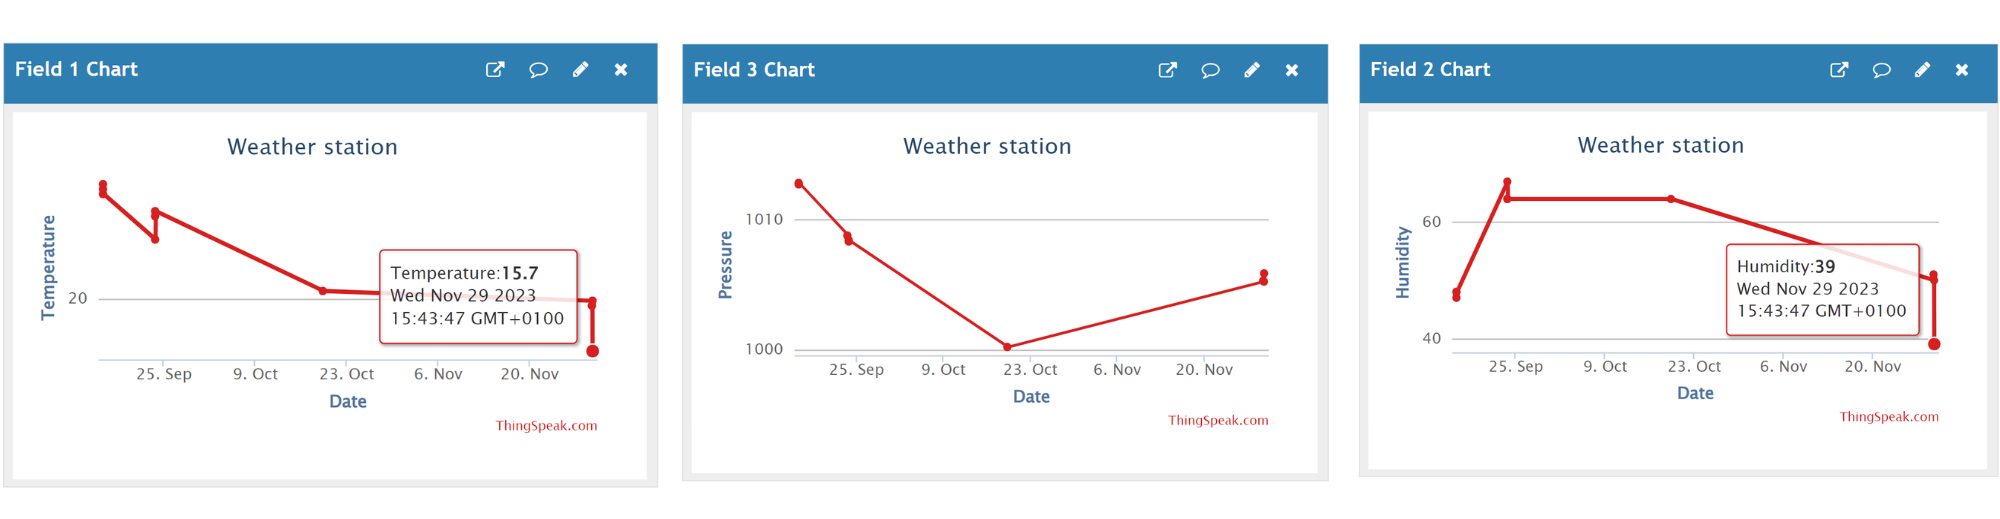 Field 1 Chart
Weather station
Temperature
20
Temperature:15.7
Wed Nov 29 2023
15:43:47 GMT+0100
25. Sep 9. Oct 23. Oct 6. Nov 20. Nov
Date
ThingSpeak.com
Field 3 Chart
Weather station
Pressure
1010
1000
25. Sep 9. Oct 23. Oct 6. Nov 20. Nov
Date
ThingSpeak.com
Field 2 Chart
Weather station
Humidity
60
Humidity:39
Wed Nov 29 2023
15:43:47 GMT+0100
40
25. Sep 9. Oct 23. Oct 6. Nov 20. Nov
Date
ThingSpeak.com